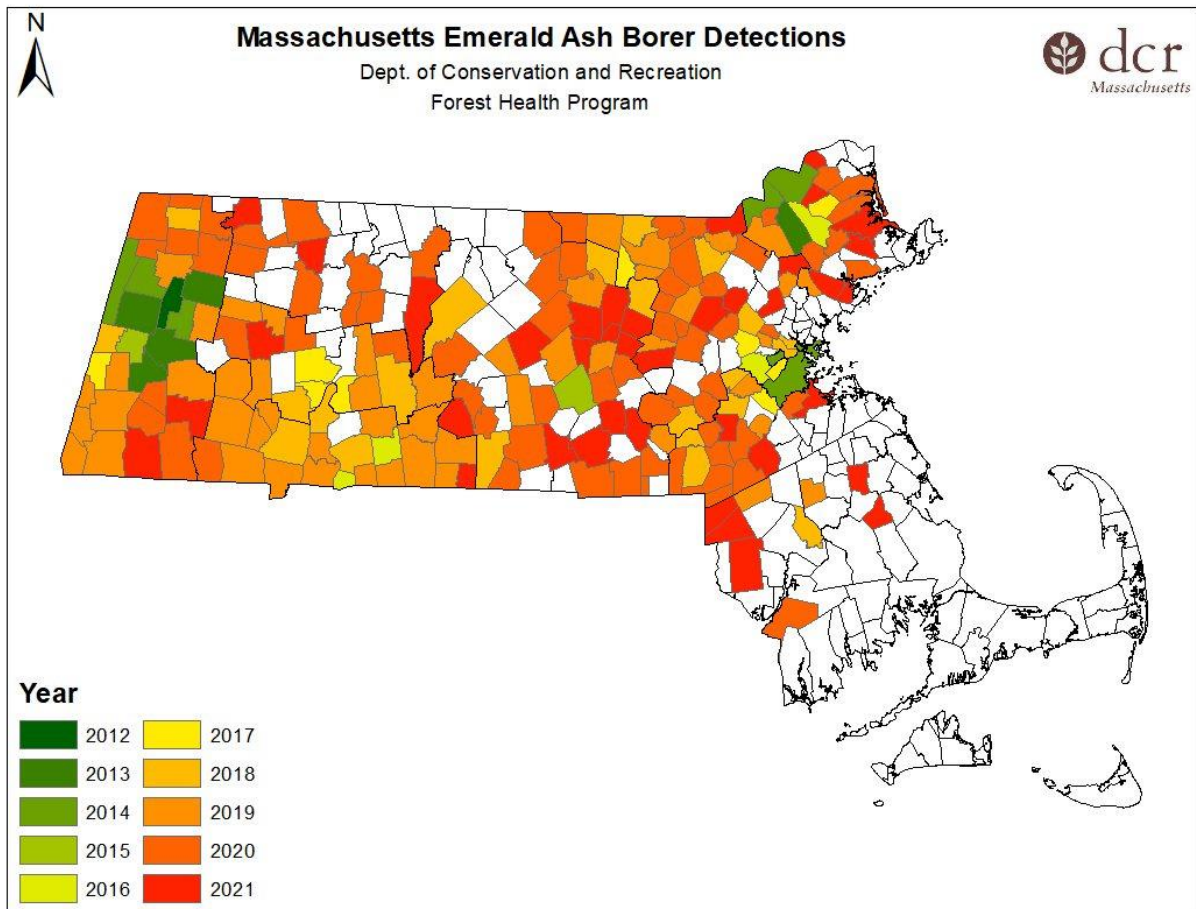 N
Massachusetts Emerald Ash Borer Detections
Dept. of Conservation and Recreation
Forest Health Program
dcr
Massachusetts
Year
2012
2013
2014
2015
2016
2017
2018
2019
2020
2021